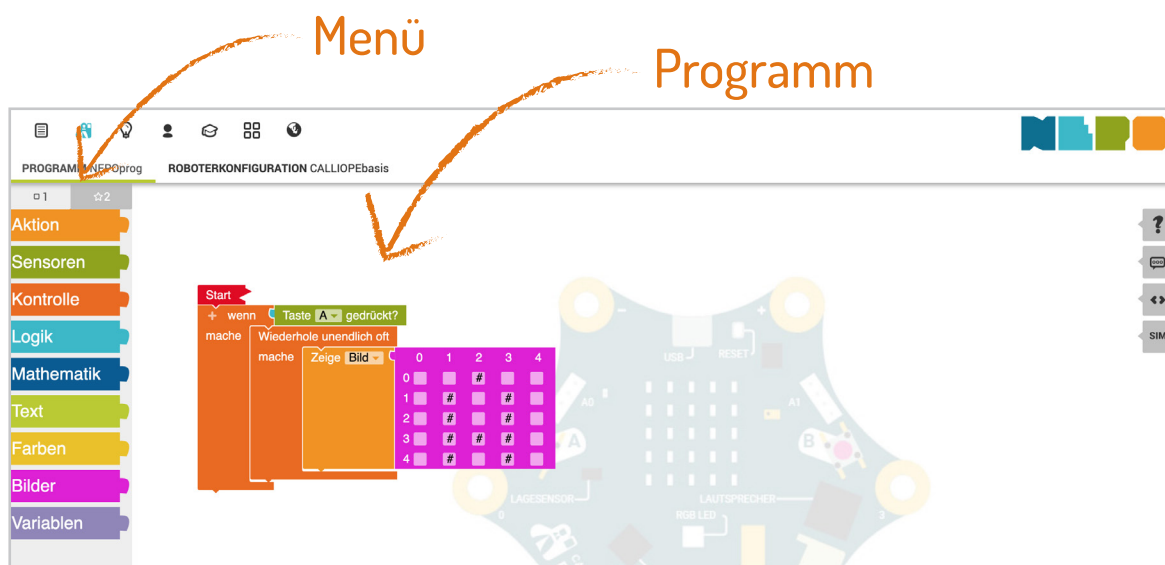 Menü
Programm
PROGRAMM NEPOprog
ROBOTERKONFIGURATION CALLIOPEbasis
1
2
Aktion
Sensoren
Kontrolle
Logik
Mathematik
Text
Farben
Bilder
Variablen
Start
+ wenn Taste A gedrückt?
mache Wiederhole unendlich oft
mache Zeige Bild 0 1 2 3 4
0 #
1 # #
2 # #
3 # # #
4 # #
?
SIM
- +
USB RESET
A0 A1
A B
LAGESENSOR LAUTSPRECHER
0 RGB LED 3